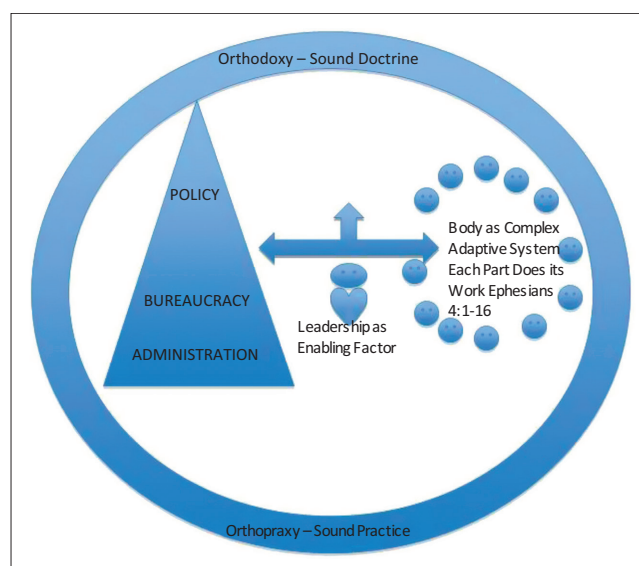 Orthodoxy – Sound Doctrine
POLICY
BUREAUCRACY
ADMINISTRATION
Leadership as
Enabling Factor
Body as Complex
Adaptive System
Each Part Does its
Work Ephesians
4:1-16
Orthopraxy – Sound Practice